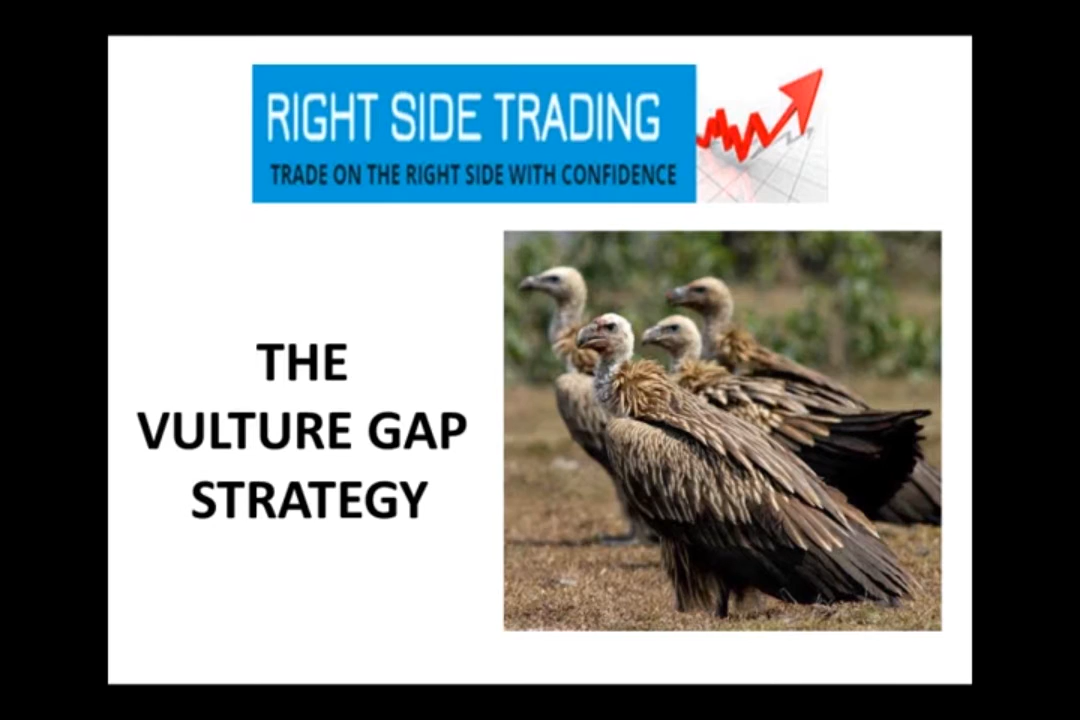 RIGHT SIDE TRADING
TRADE ON THE RIGHT SIDE WITH CONFIDENCE
THE
VULTURE GAP
STRATEGY